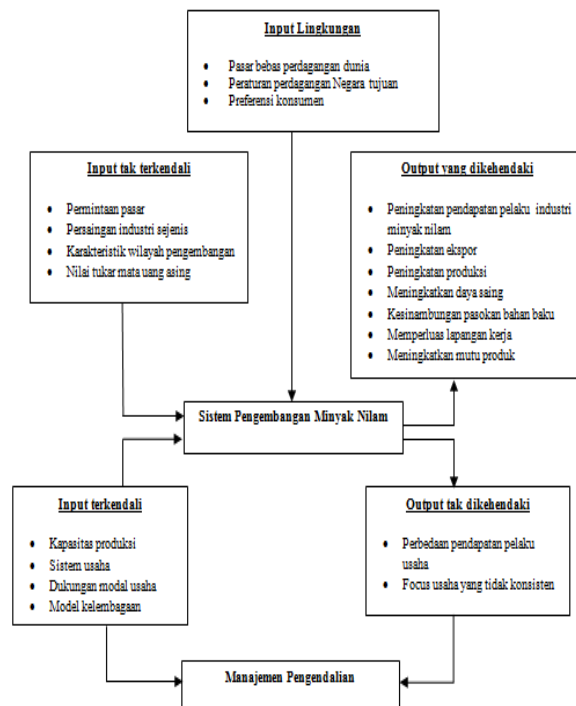 Input Lingkungan
• Pasar bebas perdagangan dunia
• Peraturan perdagangan Negara tujuan
• Preferensi konsumen
Input tak terkendali
• Permintaan pasar
• Persaingan industri sejenis
• Karakteristik wilayah pengembangan
• Nilai tukar mata uang asing
Output yang dikehendaki
• Peningkatan pendapatan pelaku industri
minyak nilam
• Peningkatan ekspor
• Peningkatan produksi
• Meningkatkan daya saing
• Kesinambungan pasokan bahan baku
• Memperluas lapangan kerja
• Meningkatkan mutu produk
Sistem Pengembangan Minyak Nilam
Input terkendali
• Kapasitas produksi
• Sistem usaha
• Dukungan modal usaha
• Model kelembagaan
Output tak dikehendaki
• Perbedaan pendapatan pelaku
usaha
• Focus usaha yang tidak konsisten
Manajemen Pengendalian